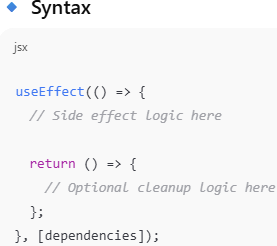 Syntax
jsx
useEffect(() => {
  // Side effect logic here

  return () => {
    // Optional cleanup logic here
  };
}, [dependencies]);